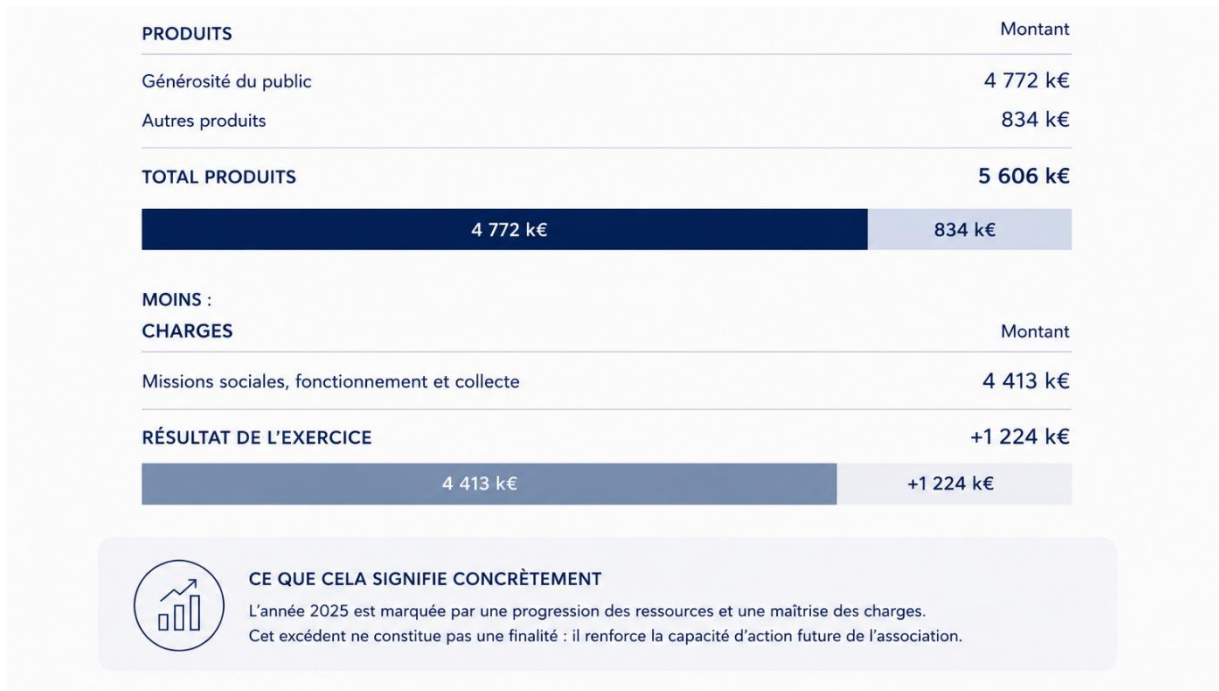 PRODUITS Montant
Générosité du public 4 772 k€
Autres produits 834 k€
TOTAL PRODUITS 5 606 k€
4 772 k€ 834 k€
MOINS :
CHARGES Montant
Missions sociales, fonctionnement et collecte 4 413 k€
RÉSULTAT DE L'EXERCICE +1 224 k€
4 413 k€ +1 224 k€
CE QUE CELA SIGNIFIE CONCRÈTEMENT
L'année 2025 est marquée par une progression des ressources et une maîtrise des charges.
Cet excédent ne constitue pas une finalité : il renforce la capacité d'action future de l'association.